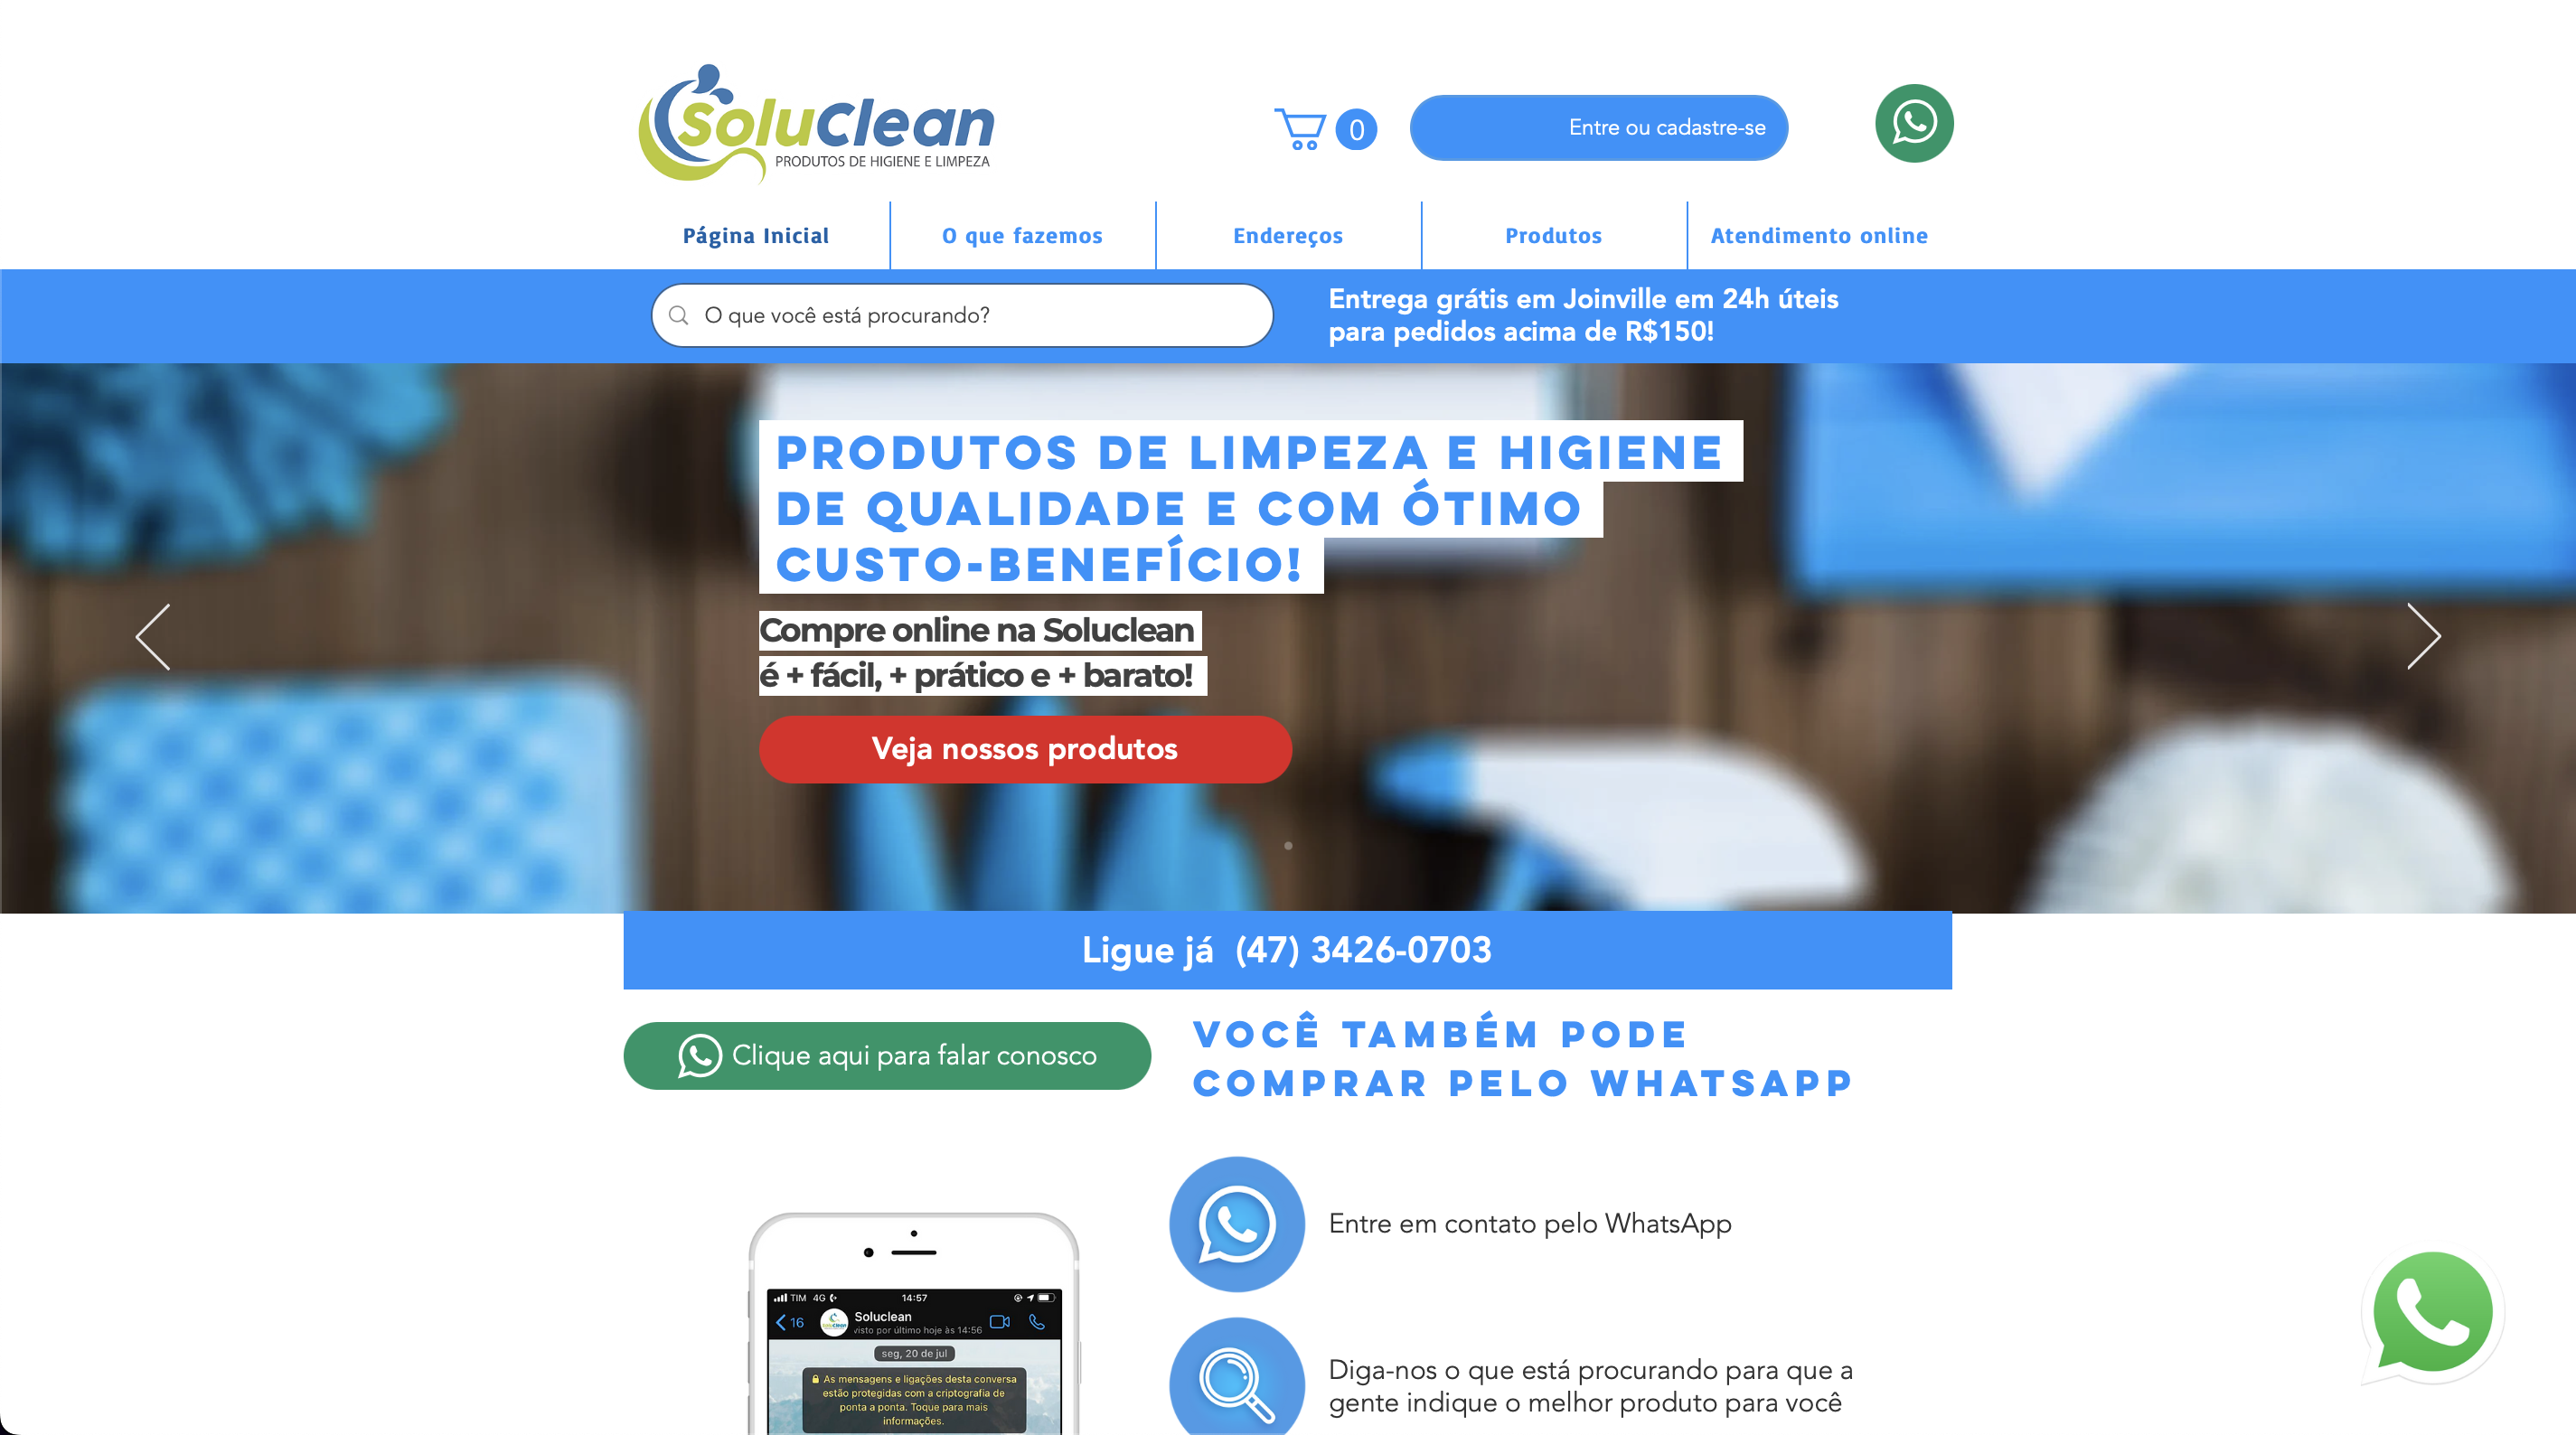 SoluClean
PRODUTOS DE HIGIENE E LIMPEZA
0
Entre ou cadastre-se
Página Inicial
O que fazemos
Endereços
Produtos
Atendimento online
O que você está procurando?
Entrega grátis em Joinville em 24h úteis
para pedidos acima de R$150!
PRODUTOS DE LIMPEZA E HIGIENE
DE QUALIDADE E COM ÓTIMO
CUSTO-BENEFÍCIO!
Compre online na Soluclean
é + fácil, + prático e + barato!
Veja nossos produtos
Ligue já (47) 3426-0703
Clique aqui para falar conosco
VOCÊ TAMBÉM PODE
COMPRAR PELO WHATSAPP
Entre em contato pelo WhatsApp
TIM 4G 14:57
16 Soluclean
visto por último hoje às 14:56
seg, 20 de jul
As mensagens e ligações desta conversa
estão protegidas com a criptografia de
ponta a ponta. Toque para mais
informações.
Diga-nos o que está procurando para que a
gente indique o melhor produto para você